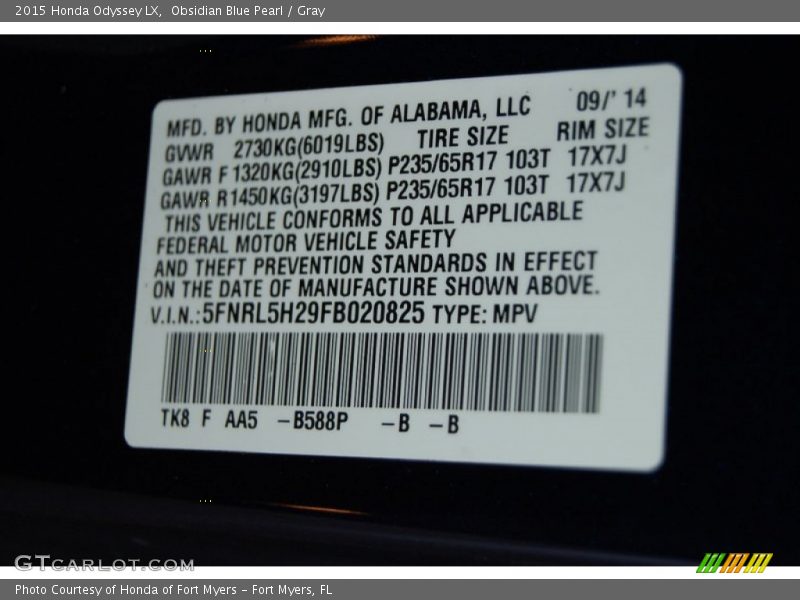 2015 Honda Odyssey LX, Obsidian Blue Pearl / Gray
MFD. BY HONDA MFG. OF ALABAMA, LLC 09/' 14
GVWR 2730KG(6019LBS) TIRE SIZE RIM SIZE
GAWR F 1320KG(2910LBS) P235/65R17 103T 17X7J
GAWR R 1450KG(3197LBS) P235/65R17 103T 17X7J
THIS VEHICLE CONFORMS TO ALL APPLICABLE
FEDERAL MOTOR VEHICLE SAFETY
AND THEFT PREVENTION STANDARDS IN EFFECT
ON THE DATE OF MANUFACTURE SHOWN ABOVE.
V.I.N.:5FNRL5H29FB020825 TYPE: MPV
TK8 F AA5 –B588P –B –B
GTcarlot.com
Photo Courtesy of Honda of Fort Myers – Fort Myers, FL